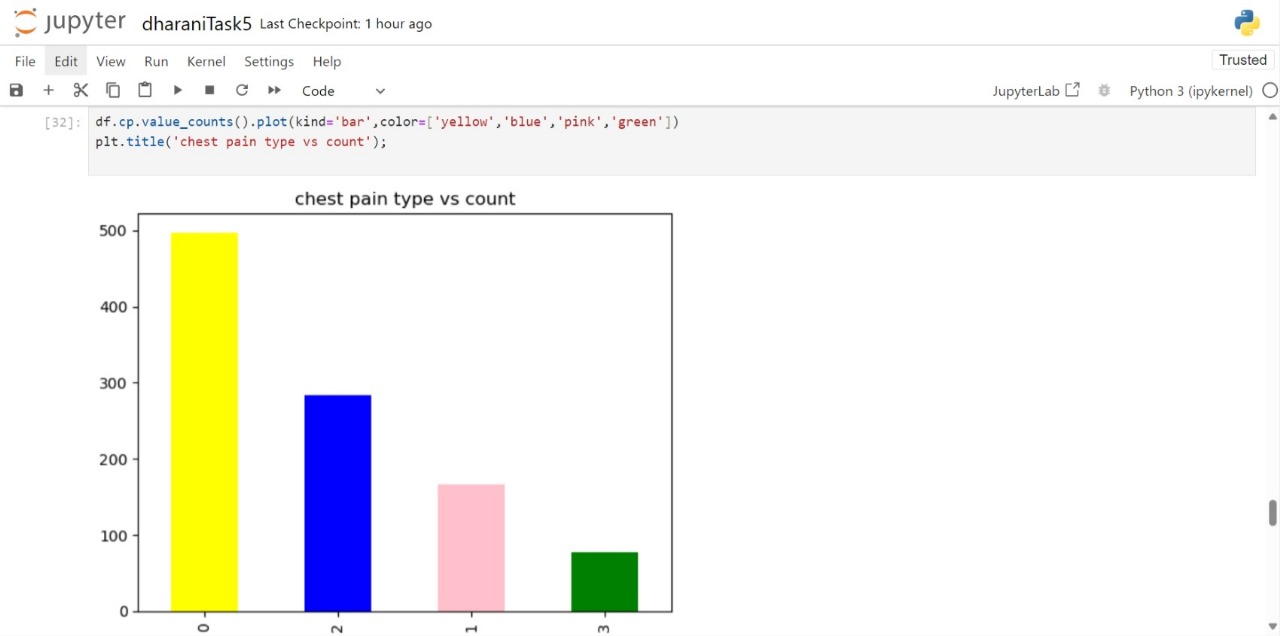 jupyter dharaniTask5 Last Checkpoint: 1 hour ago
File Edit View Run Kernel Settings Help
Trusted
Code
JupyterLab
Python 3 (ipykernel)
[32]:
df.cp.value_counts().plot(kind='bar',color=['yellow','blue','pink','green'])
plt.title('chest pain type vs count');
chest pain type vs count
500
400
300
200
100
0
0 2 1 3